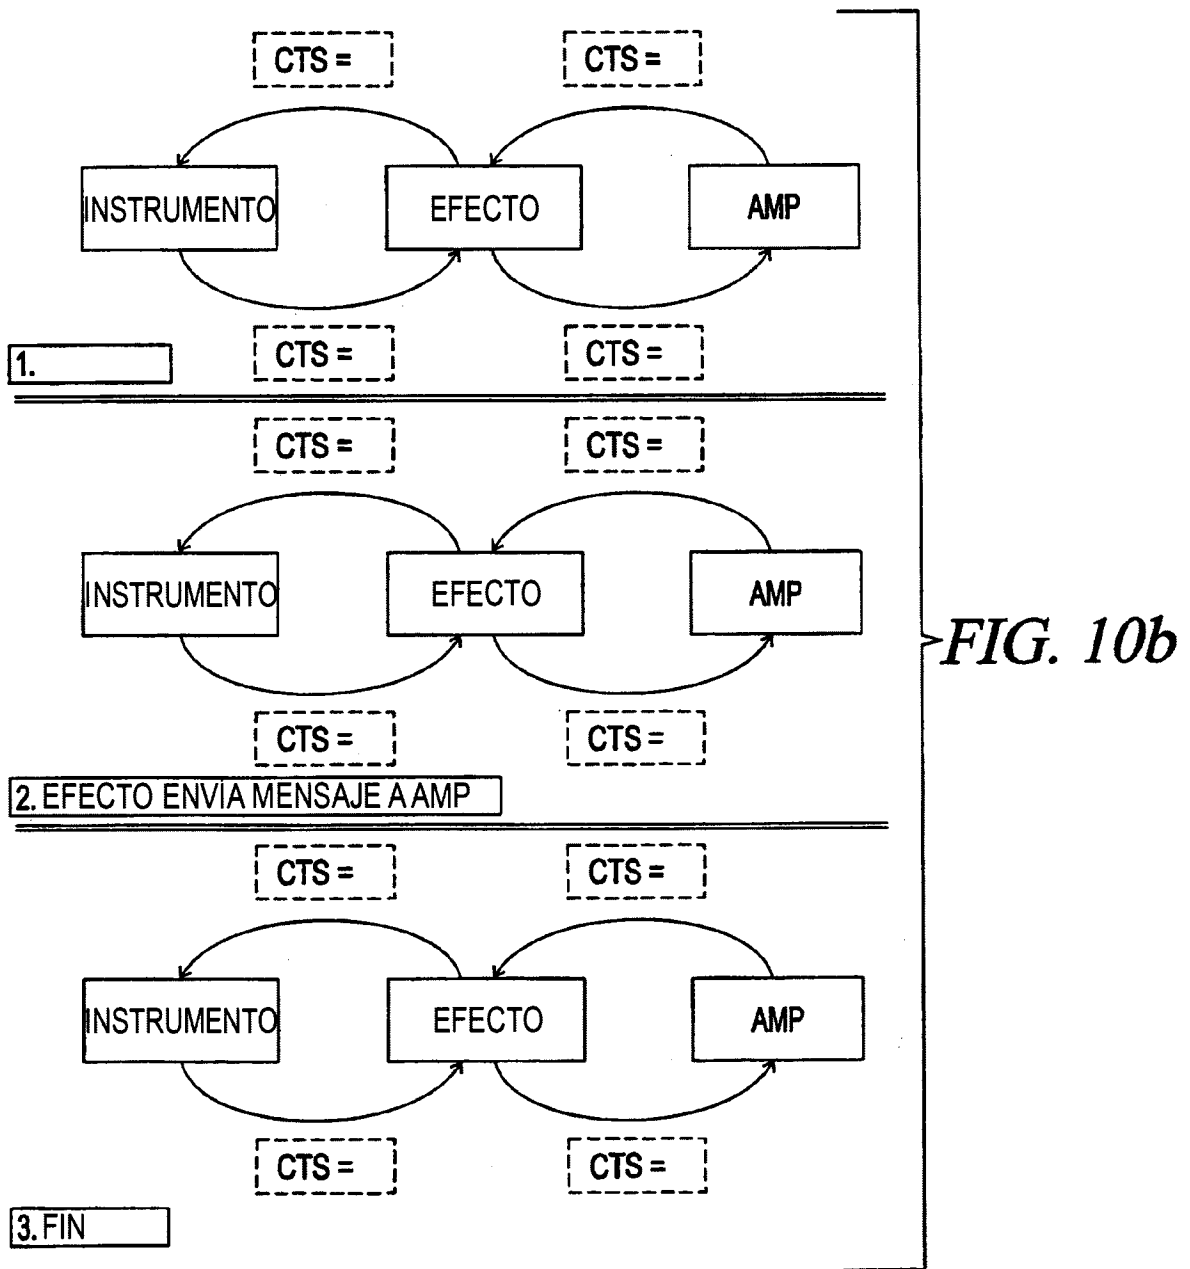 CTS = CTS =
INSTRUMENTO EFECTO AMP
CTS = CTS =
1.
CTS = CTS =
INSTRUMENTO EFECTO AMP
CTS = CTS =
2. EFECTO ENVIA MENSAJE A AMP
CTS = CTS =
INSTRUMENTO EFECTO AMP
CTS = CTS =
3. FIN
FIG. 10b